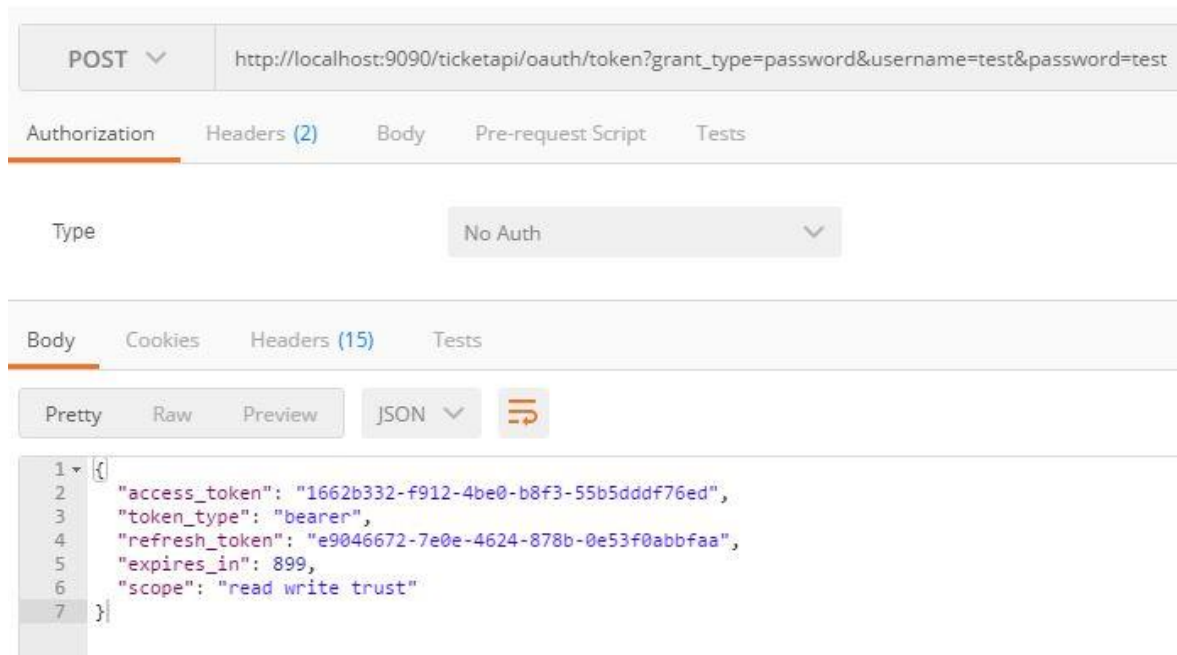 POST http://localhost:9090/ticketapi/oauth/token?grant_type=password&username=test&password=test
Authorization Headers (2) Body Pre-request Script Tests
Type No Auth
Body Cookies Headers (15) Tests
Pretty Raw Preview JSON
1 {
2 "access_token": "1662b332-f912-4be0-b8f3-55b5dddf76ed",
3 "token_type": "bearer",
4 "refresh_token": "e9046672-7e0e-4624-878b-0e53f0abbfaa",
5 "expires_in": 899,
6 "scope": "read write trust"
7 }